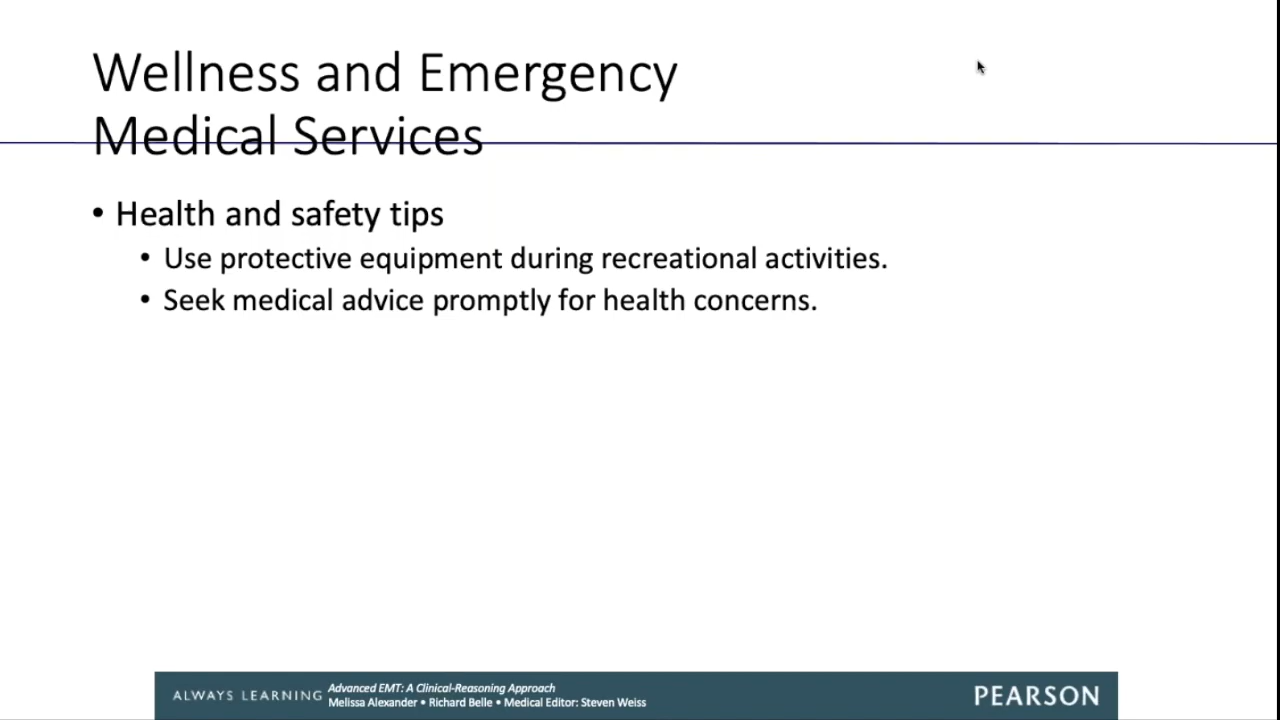 Wellness and Emergency
Medical Services
• Health and safety tips
• Use protective equipment during recreational activities.
• Seek medical advice promptly for health concerns.
ALWAYS LEARNING
Advanced EMT: A Clinical-Reasoning Approach
Melissa Alexander • Richard Belle • Medical Editor: Steven Weiss
PEARSON